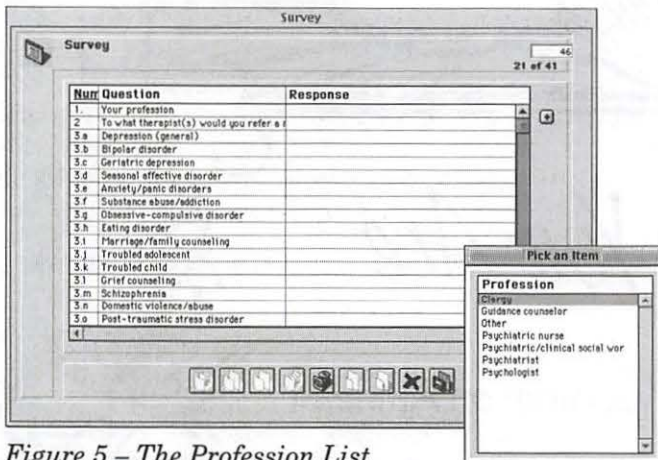 Survey
Survey
46
21 of 41
Num Question Response
1. Your profession
2 To what therapist(s) would you refer a
3.a Depression (general)
3.b Bipolar disorder
3.c Geriatric depression
3.d Seasonal affective disorder
3.e Anxiety/panic disorders
3.f Substance abuse/addiction
3.g Obsessive-compulsive disorder
3.h Eating disorder
3.i Marriage/family counseling
3.j Troubled adolescent
3.k Troubled child
3.l Grief counseling
3.m Schizophrenia
3.n Domestic violence/abuse
3.o Post-traumatic stress disorder
Pick an Item
Profession
Clergy
Guidance counselor
Other
Psychiatric nurse
Psychiatric/clinical social wor
Psychiatrist
Psychologist
Figure 5 – The Profession List